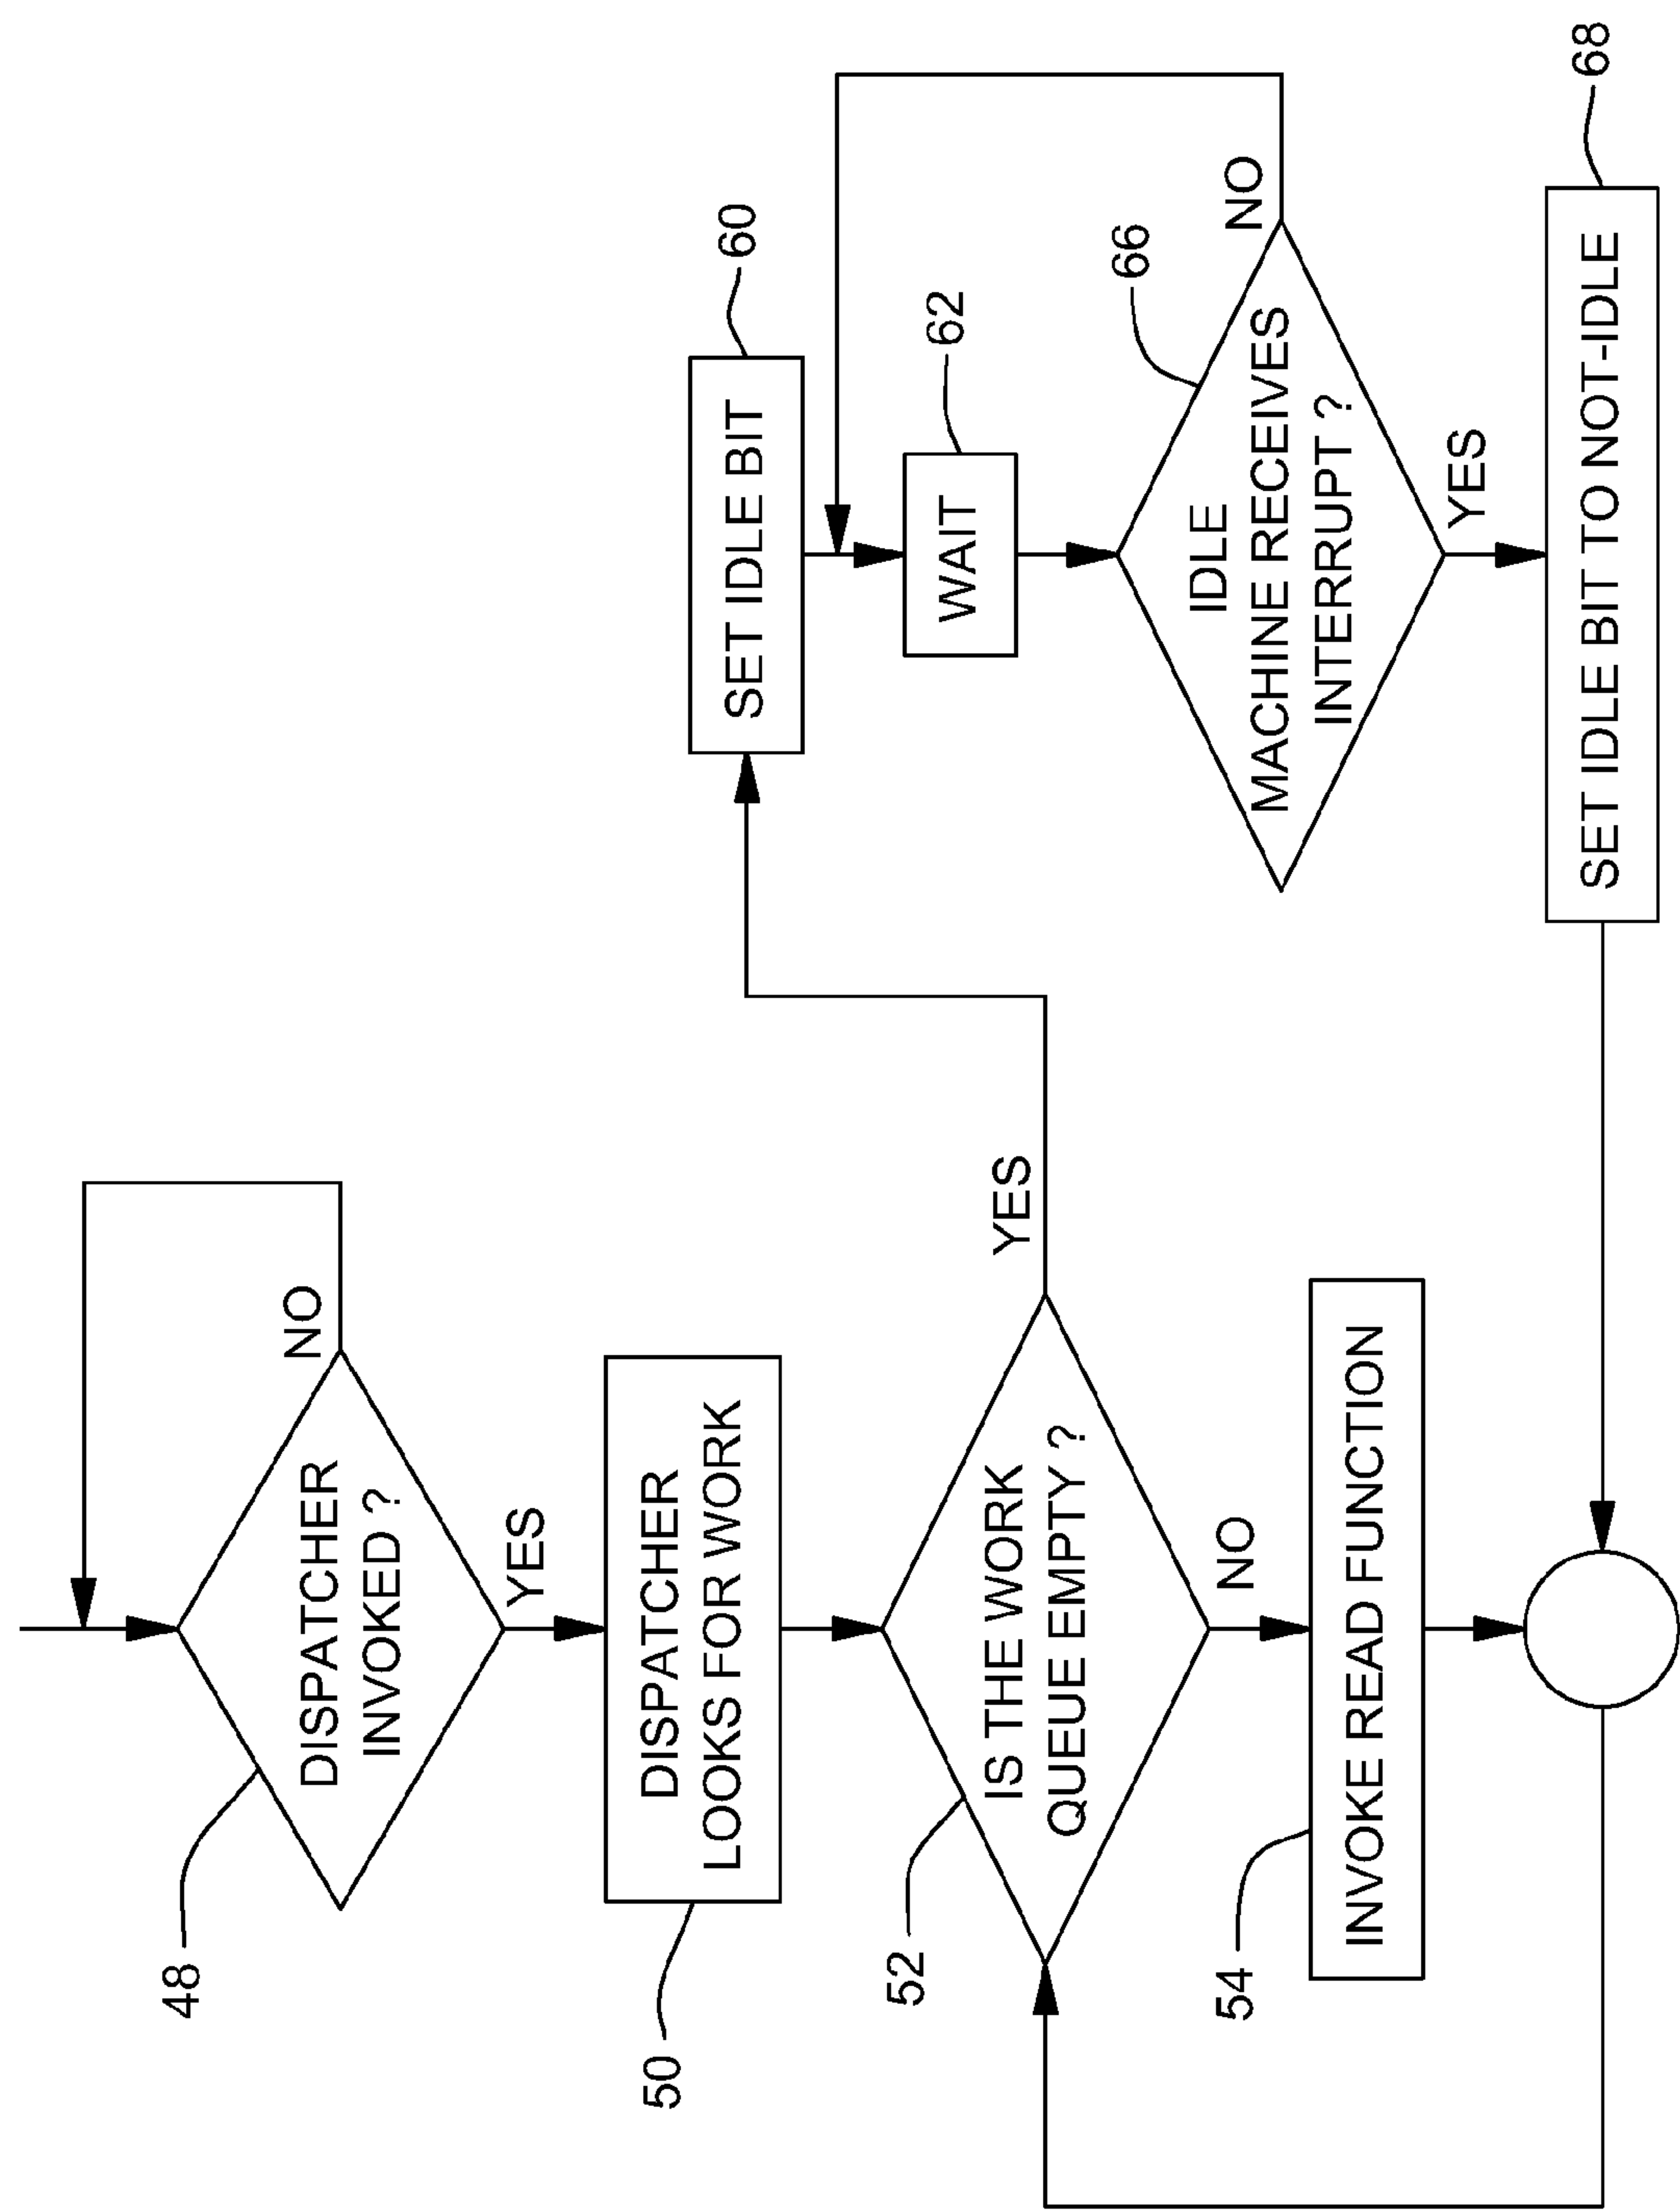 48
DISPATCHER
INVOKED ?
NO
YES
50
DISPATCHER
LOOKS FOR WORK
52
IS THE WORK
QUEUE EMPTY ?
YES
NO
54
INVOKE READ FUNCTION
SET IDLE BIT
60
WAIT
62
IDLE
MACHINE RECEIVES
INTERRUPT ?
66
NO
YES
SET IDLE BIT TO NOT-IDLE
68